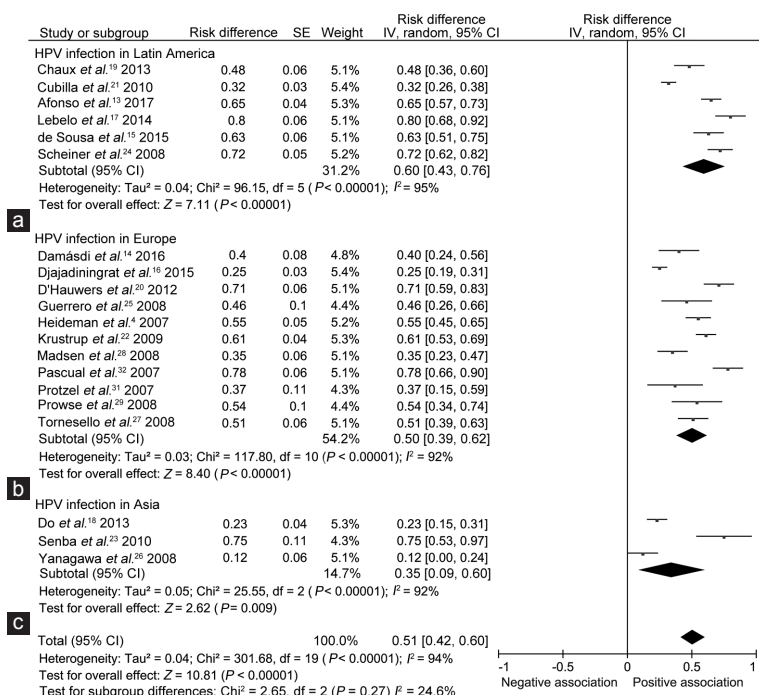 Risk difference Risk difference
Study or subgroup Risk difference SE Weight IV, random, 95% CI IV, random, 95% CI
HPV infection in Latin America
Chaux et al.19 2013 0.48 0.06 5.1% 0.48 [0.36, 0.60]
Cubilla et al.21 2010 0.32 0.03 5.4% 0.32 [0.26, 0.38]
Afonso et al.13 2017 0.65 0.04 5.3% 0.65 [0.57, 0.73]
Lebelo et al.17 2014 0.8 0.06 5.1% 0.80 [0.68, 0.92]
de Sousa et al.15 2015 0.63 0.06 5.1% 0.63 [0.51, 0.75]
Scheiner et al.24 2008 0.72 0.05 5.2% 0.72 [0.62, 0.82]
Subtotal (95% CI) 31.2% 0.60 [0.43, 0.76]
Heterogeneity: Tau² = 0.04; Chi² = 96.15, df = 5 (P < 0.00001); I² = 95%
Test for overall effect: Z = 7.11 (P < 0.00001)
a
HPV infection in Europe
Damásdi et al.14 2016 0.4 0.08 4.8% 0.40 [0.24, 0.56]
Djajadiningrat et al.16 2015 0.25 0.03 5.4% 0.25 [0.19, 0.31]
D'Hauwers et al.20 2012 0.71 0.06 5.1% 0.71 [0.59, 0.83]
Guerrero et al.25 2008 0.46 0.1 4.4% 0.46 [0.26, 0.66]
Heideman et al.4 2007 0.55 0.05 5.2% 0.55 [0.45, 0.65]
Krustrup et al.22 2009 0.61 0.04 5.3% 0.61 [0.53, 0.69]
Madsen et al.28 2008 0.35 0.06 5.1% 0.35 [0.23, 0.47]
Pascual et al.32 2007 0.78 0.06 5.1% 0.78 [0.66, 0.90]
Protzel et al.31 2007 0.37 0.11 4.3% 0.37 [0.15, 0.59]
Prowse et al.29 2008 0.54 0.1 4.4% 0.54 [0.34, 0.74]
Tornesello et al.27 2008 0.51 0.06 5.1% 0.51 [0.39, 0.63]
Subtotal (95% CI) 54.2% 0.50 [0.39, 0.62]
Heterogeneity: Tau² = 0.03; Chi² = 117.80, df = 10 (P < 0.00001); I² = 92%
Test for overall effect: Z = 8.40 (P < 0.00001)
b
HPV infection in Asia
Do et al.18 2013 0.23 0.04 5.3% 0.23 [0.15, 0.31]
Senba et al.23 2010 0.75 0.11 4.3% 0.75 [0.53, 0.97]
Yanagawa et al.26 2008 0.12 0.06 5.1% 0.12 [0.00, 0.24]
Subtotal (95% CI) 14.7% 0.35 [0.09, 0.60]
Heterogeneity: Tau² = 0.05; Chi² = 25.55, df = 2 (P < 0.00001); I² = 92%
Test for overall effect: Z = 2.62 (P = 0.009)
c
Total (95% CI) 100.0% 0.51 [0.42, 0.60]
Heterogeneity: Tau² = 0.04; Chi² = 301.68, df = 19 (P < 0.00001); I² = 94%
-1 -0.5 0 0.5 1
Test for overall effect: Z = 10.81 (P < 0.00001)
Negative association Positive association
Test for subgroup differences: Chi² = 2.65, df = 2 (P = 0.27) I² = 24.6%